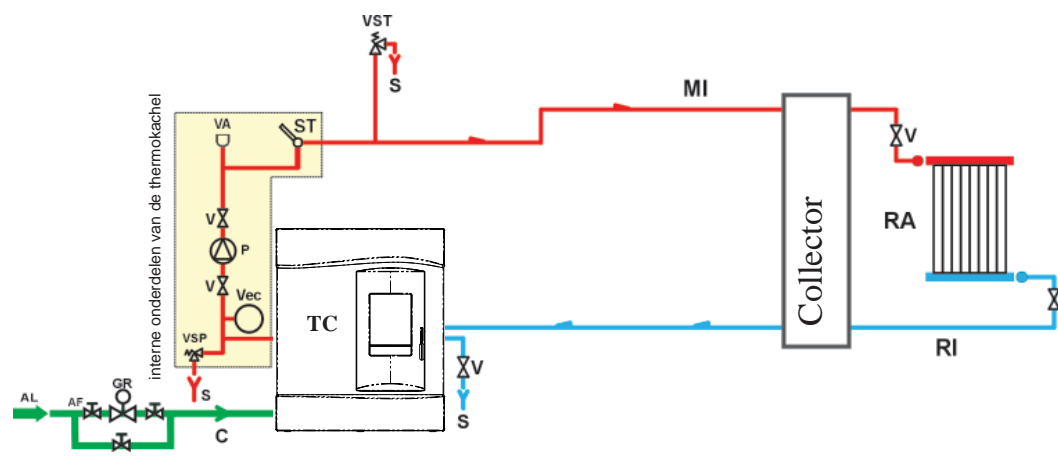 VST
S
MI
VA
ST
V
RA
interne onderdelen van de thermokachel
V
P
V
Vec
TC
Collector
VSP
RI
V
S
GR
AL
AF
C
S